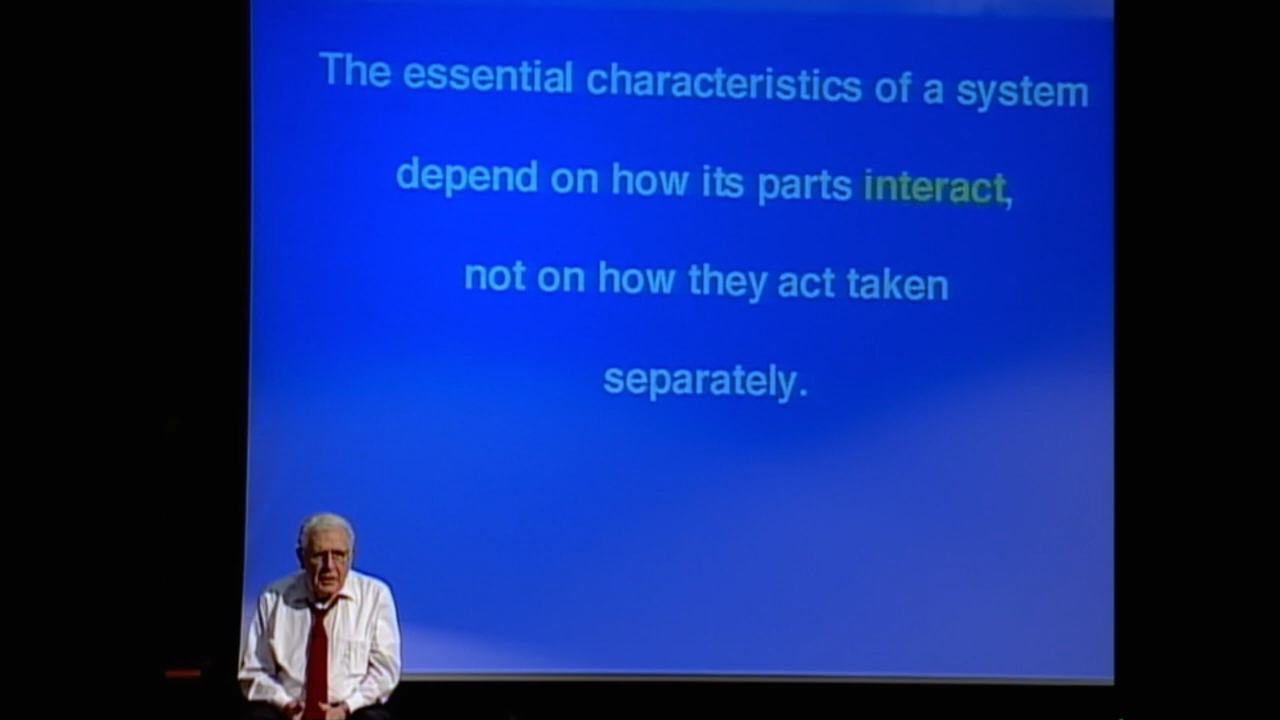 The essential characteristics of a system
depend on how its parts interact,
not on how they act taken
separately.